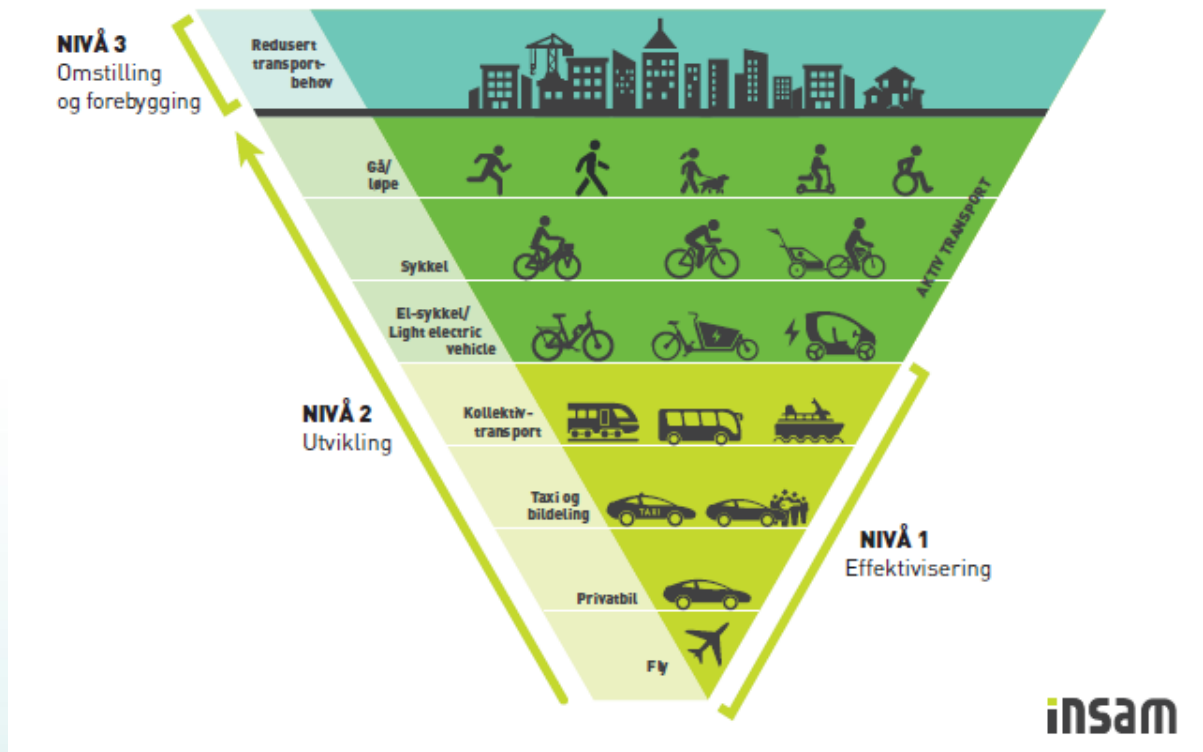 NIVÅ 3
Omstilling
og forebygging
Redusert
transport-
behov
Gå/
løpe
Sykkel
AKTIV TRANSPORT
El-sykkel/
Light electric
vehicle
NIVÅ 2
Utvikling
Kollektiv-
transport
Taxi og
bildeling
TAXI
NIVÅ 1
Effektivisering
Privatbil
Fly
insam